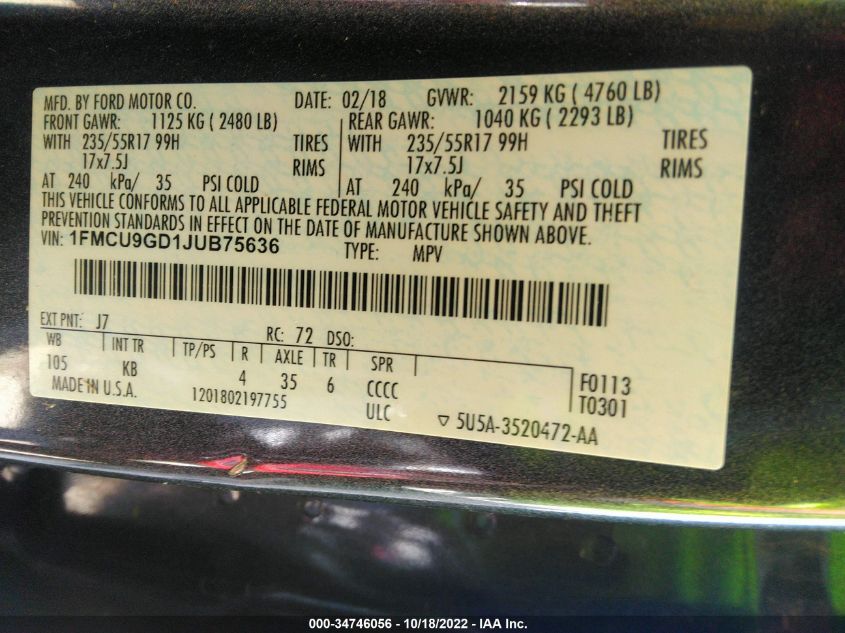 MFD. BY FORD MOTOR CO. DATE: 02/18 GVWR: 2159 KG ( 4760 LB)
FRONT GAWR: 1125 KG ( 2480 LB) REAR GAWR: 1040 KG ( 2293 LB)
WITH 235/55R17 99H TIRES WITH 235/55R17 99H TIRES
17x7.5J RIMS 17x7.5J RIMS
AT 240 kPa/ 35 PSI COLD AT 240 kPa/ 35 PSI COLD
THIS VEHICLE CONFORMS TO ALL APPLICABLE FEDERAL MOTOR VEHICLE SAFETY AND THEFT
PREVENTION STANDARDS IN EFFECT ON THE DATE OF MANUFACTURE SHOWN ABOVE.
VIN: 1FMCU9GD1JUB75636 TYPE: MPV
EXT PNT: J7 RC: 72 DSO:
WB INT TR TP/PS R AXLE TR SPR
105 KB 4 35 6 CCCC F0113
MADE IN U.S.A. 1201802197755 ULC T0301
▽ 5U5A-3520472-AA
000-34746056 - 10/18/2022 - IAA Inc.